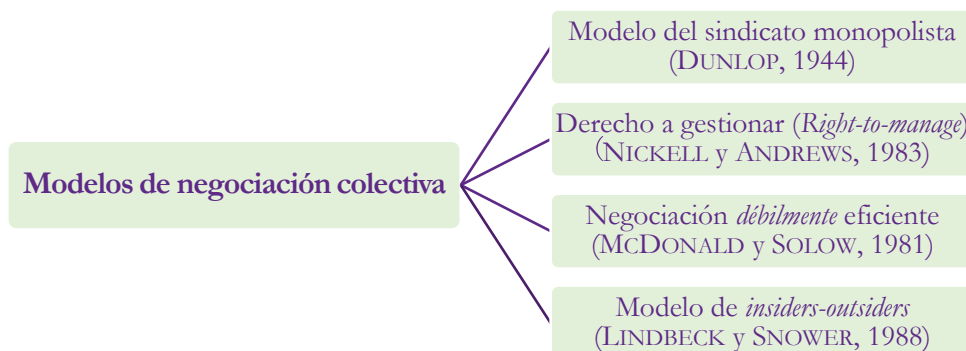 Modelos de negociación colectiva
Modelo del sindicato monopolista
(DUNLOP, 1944)
Derecho a gestionar (Right-to-manage)
(NICKELL y ANDREWS, 1983)
Negociación débilmente eficiente
(MCDONALD y SOLOW, 1981)
Modelo de insiders-outsiders
(LINDBECK y SNOWER, 1988)